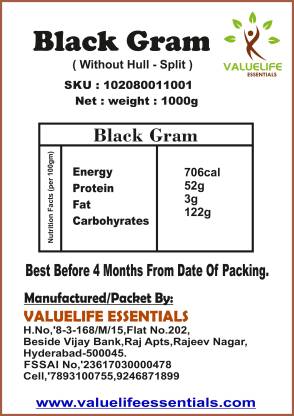 Black Gram
( Without Hull - Split )
VALUELIFE
ESSENTIALS
SKU : 102080011001
Net : weight : 1000g
Black Gram
Nutrition Facts (per 100gm)
Energy 706cal
Protein 52g
Fat 3g
Carbohyrates 122g
Best Before 4 Months From Date Of Packing.
Manufactured/Packet By:
VALUELIFE ESSENTIALS
H.No,'8-3-168/M/15,Flat No.202,
Beside Vijay Bank,Raj Apts,Rajeev Nagar,
Hyderabad-500045.
FSSAI No,'23617030000478
Cell,'7893100755,9246871899
www.valuelifeessentials.com